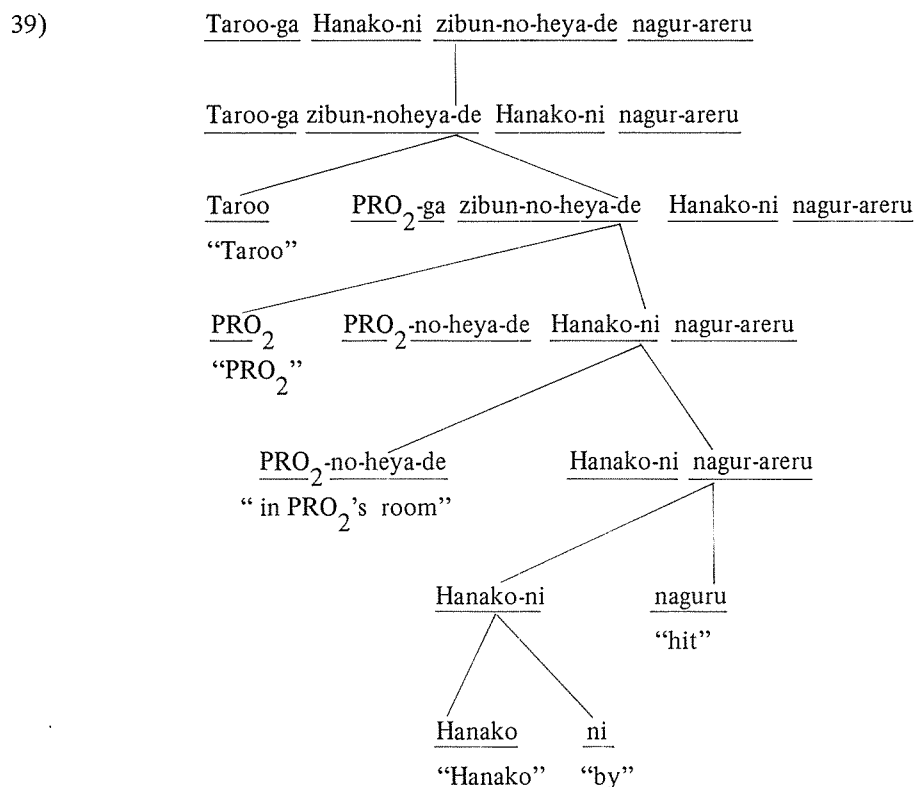 39) Taroo-ga Hanako-ni zibun-no-heya-de nagur-areru
Taroo-ga zibun-noheya-de Hanako-ni nagur-areru
Taroo PRO2-ga zibun-no-heya-de Hanako-ni nagur-areru
"Taroo"
PRO2 PRO2-no-heya-de Hanako-ni nagur-areru
"PRO2"
PRO2-no-heya-de Hanako-ni nagur-areru
" in PRO2's room"
Hanako-ni naguru
"hit"
Hanako ni
"Hanako" "by"